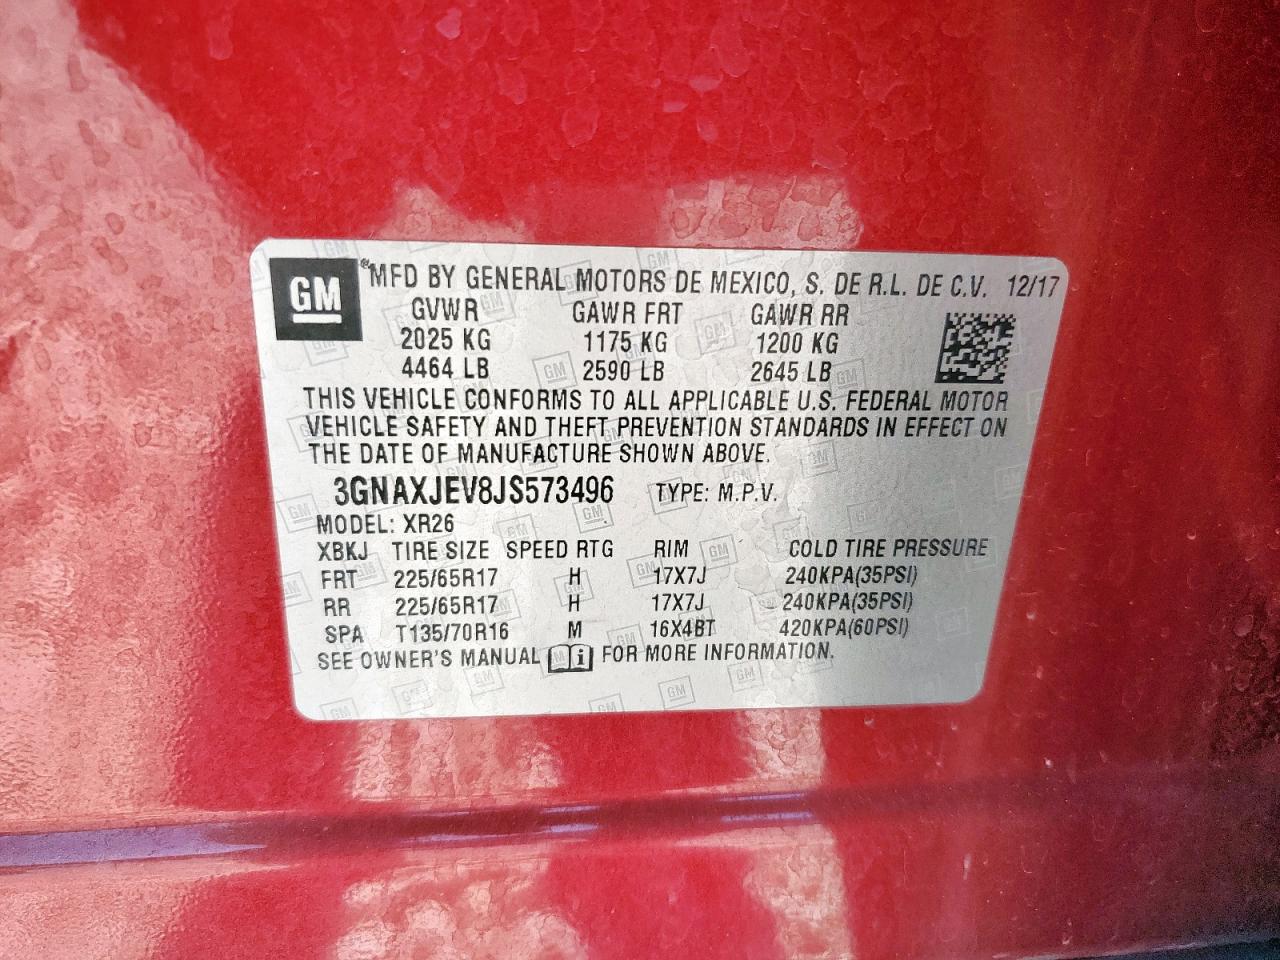 GM ®MFD BY GENERAL MOTORS DE MEXICO, S. DE R.L. DE C.V. 12/17
GVWR GAWR FRT GAWR RR
2025 KG 1175 KG 1200 KG
4464 LB 2590 LB 2645 LB
THIS VEHICLE CONFORMS TO ALL APPLICABLE U.S. FEDERAL MOTOR
VEHICLE SAFETY AND THEFT PREVENTION STANDARDS IN EFFECT ON
THE DATE OF MANUFACTURE SHOWN ABOVE.
3GNAXJEV8JS573496 TYPE: M.P.V.
MODEL: XR26
XBKJ TIRE SIZE SPEED RTG RIM COLD TIRE PRESSURE
FRT 225/65R17 H 17X7J 240KPA(35PSI)
RR 225/65R17 H 17X7J 240KPA(35PSI)
SPA T135/70R16 M 16X4BT 420KPA(60PSI)
SEE OWNER'S MANUAL i FOR MORE INFORMATION.